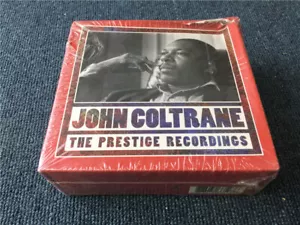 JOHN COLTRANE
THE PRESTIGE RECORDINGS